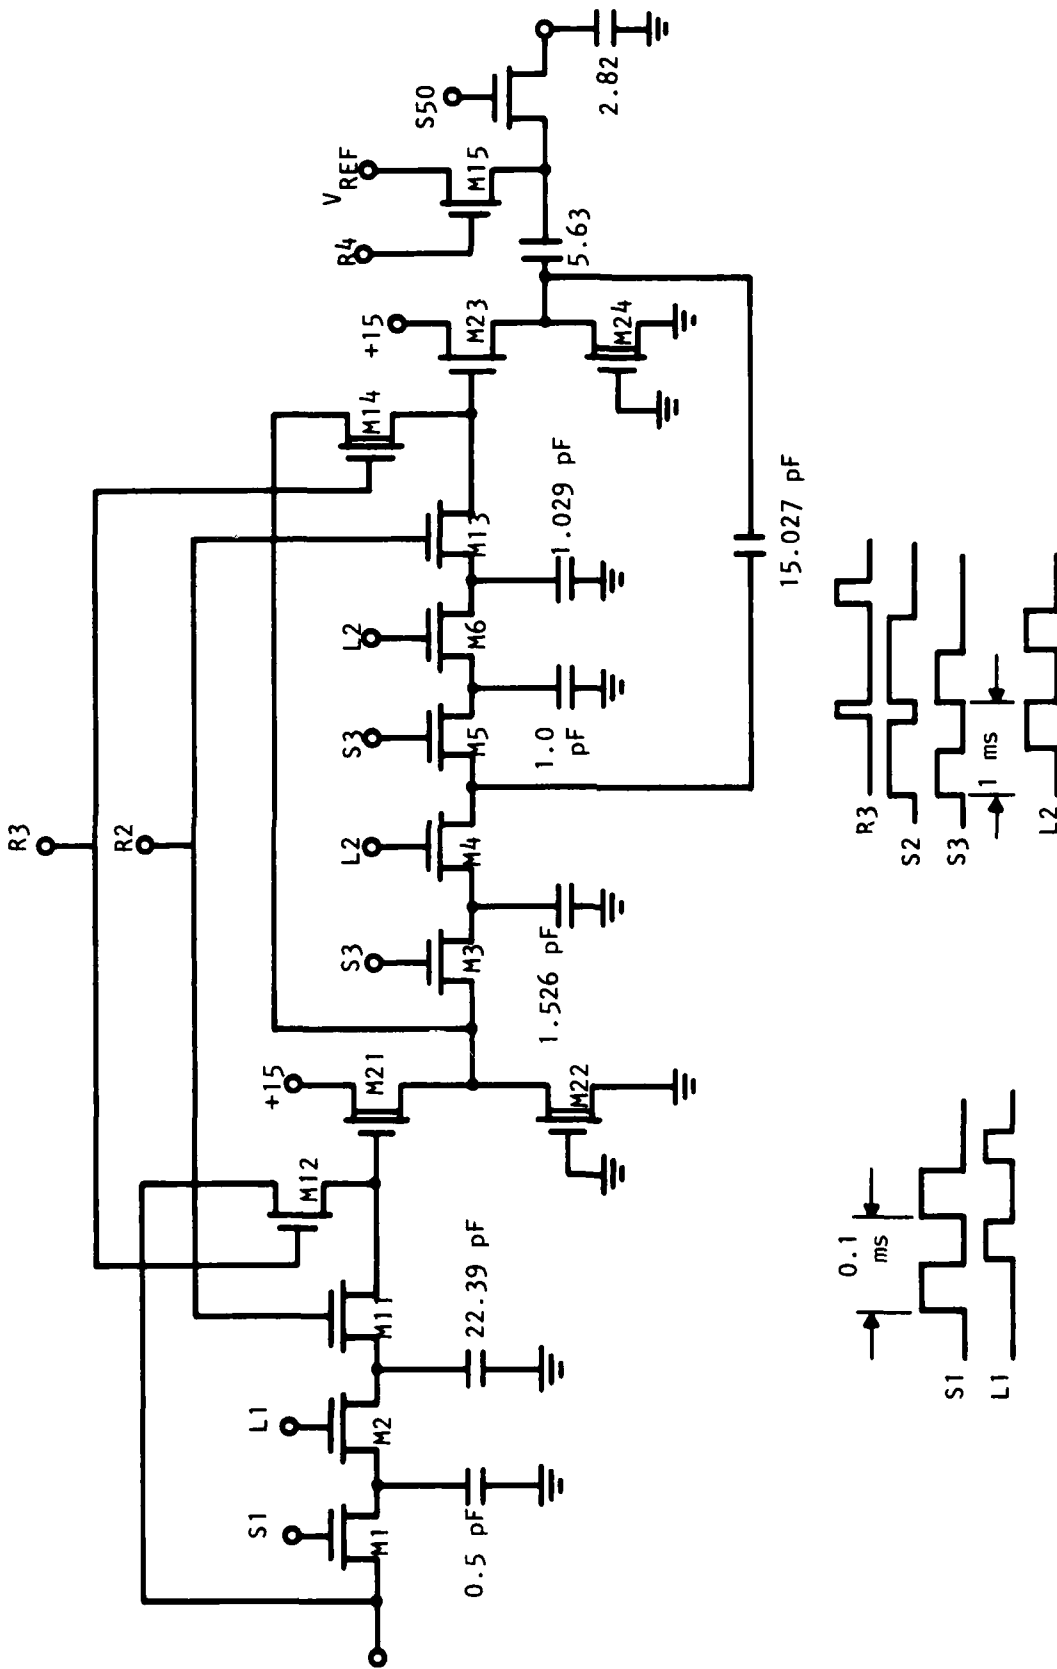 R3
R2
S1
M1
0.5 pF
L1
M2
22.39 pF
M11
M12
+15
M21
M22
S3
M3
1.526 pF
L2
M4
S3
M5
1.0
pF
L2
M6
1.029 pF
M13
M14
+15
M23
M24
15.027 pF
R4
V
REF
M15
5.63
S50
2.82
0.1
ms
S1
L1
R3
S2
S3
1 ms
L2